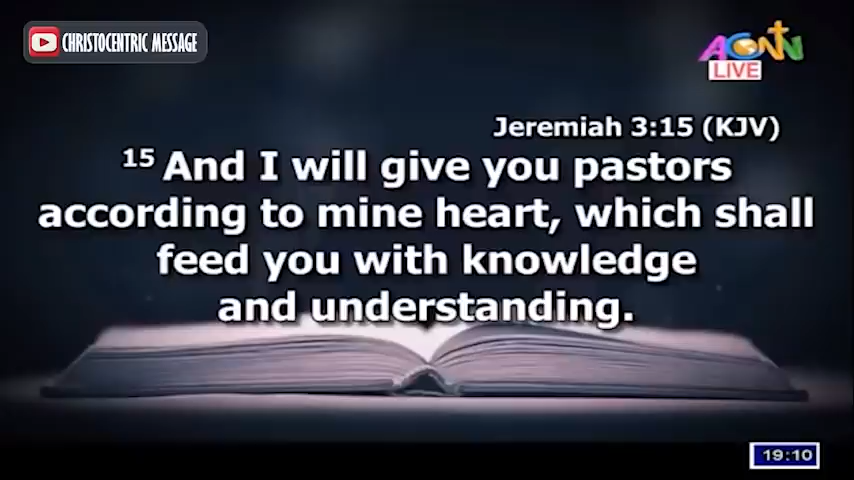 CHRISTOCENTRIC MESSAGE
LIVE
Jeremiah 3:15 (KJV)
15 And I will give you pastors
according to mine heart, which shall
feed you with knowledge
and understanding.
19:10